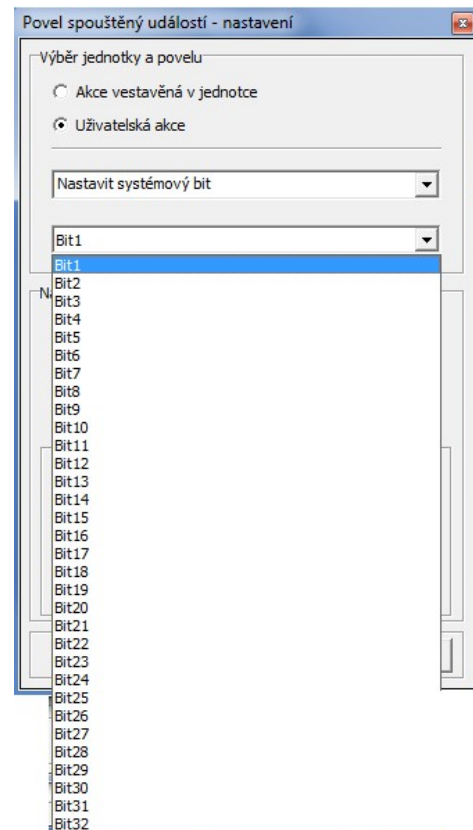 Povel spouštěný událostí - nastavení
Výběr jednotky a povelu
Akce vestavěná v jednotce
Uživatelská akce
Nastavit systémový bit
Bit1
Bit1
Bit2
Bit3
Bit4
Bit5
Bit6
Bit7
Bit8
Bit9
Bit10
Bit11
Bit12
Bit13
Bit14
Bit15
Bit16
Bit17
Bit18
Bit19
Bit20
Bit21
Bit22
Bit23
Bit24
Bit25
Bit26
Bit27
Bit28
Bit29
Bit30
Bit31
Bit32